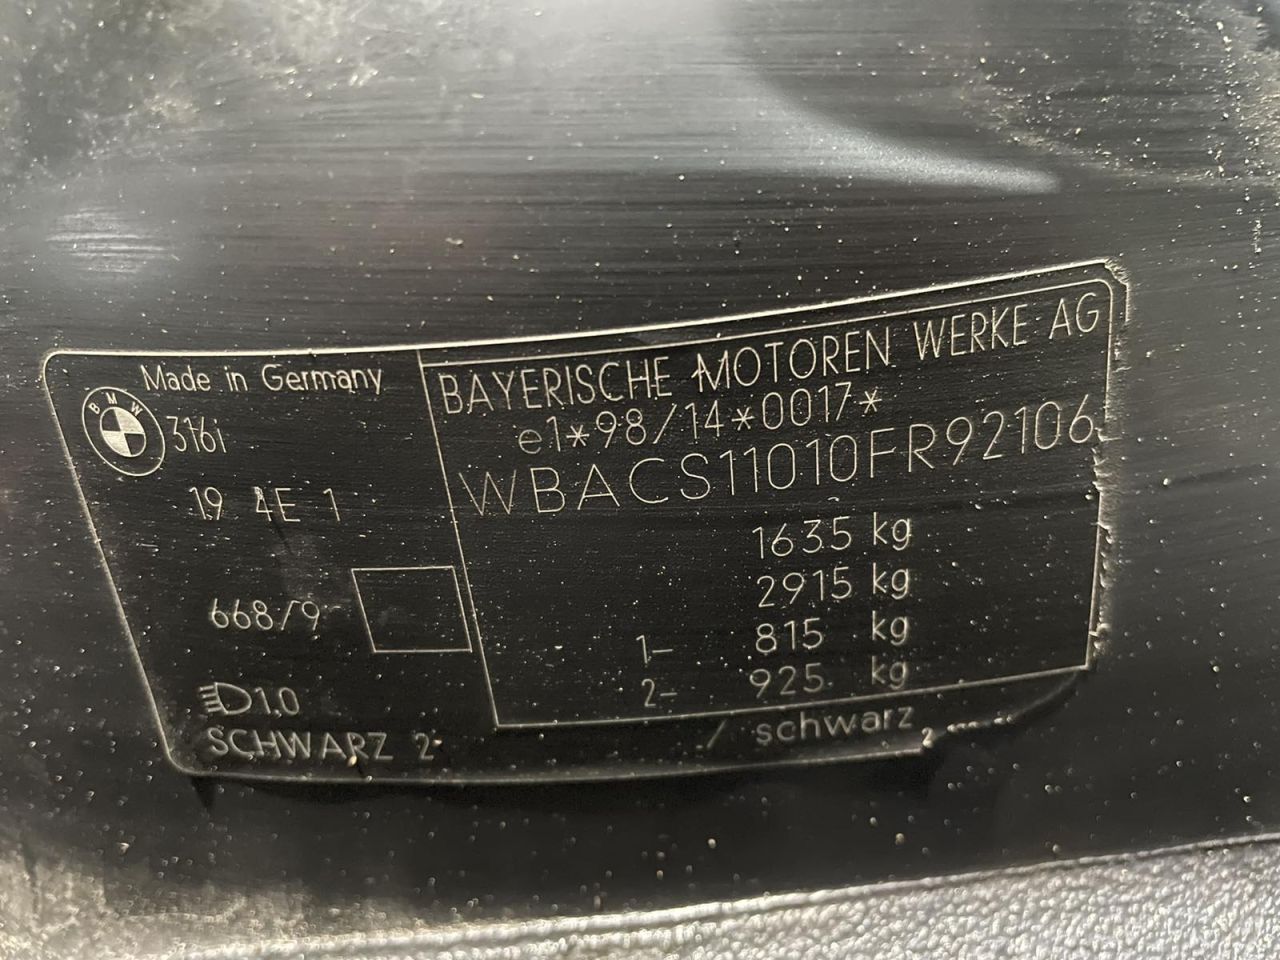 Made in Germany
BMW
316i
19 4E 1
668/9
D1.0
SCHWARZ 2
BAYERISCHE MOTOREN WERKE AG
e1*98/14*0017*
WBACS11010FR92106
1635 kg
2915 kg
1- 815 kg
2- 925 kg
/ schwarz 2